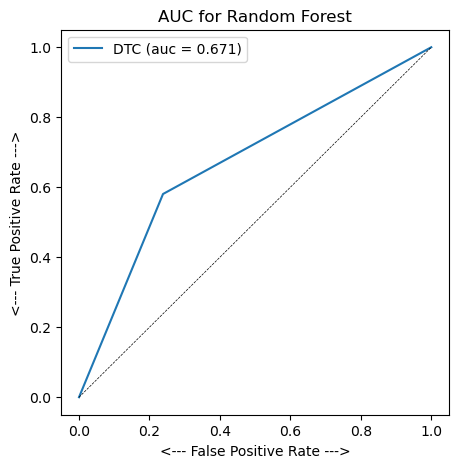 AUC for Random Forest
DTC (auc = 0.671)
<--- True Positive Rate --->
1.0
0.8
0.6
0.4
0.2
0.0
0.0 0.2 0.4 0.6 0.8 1.0
<--- False Positive Rate --->